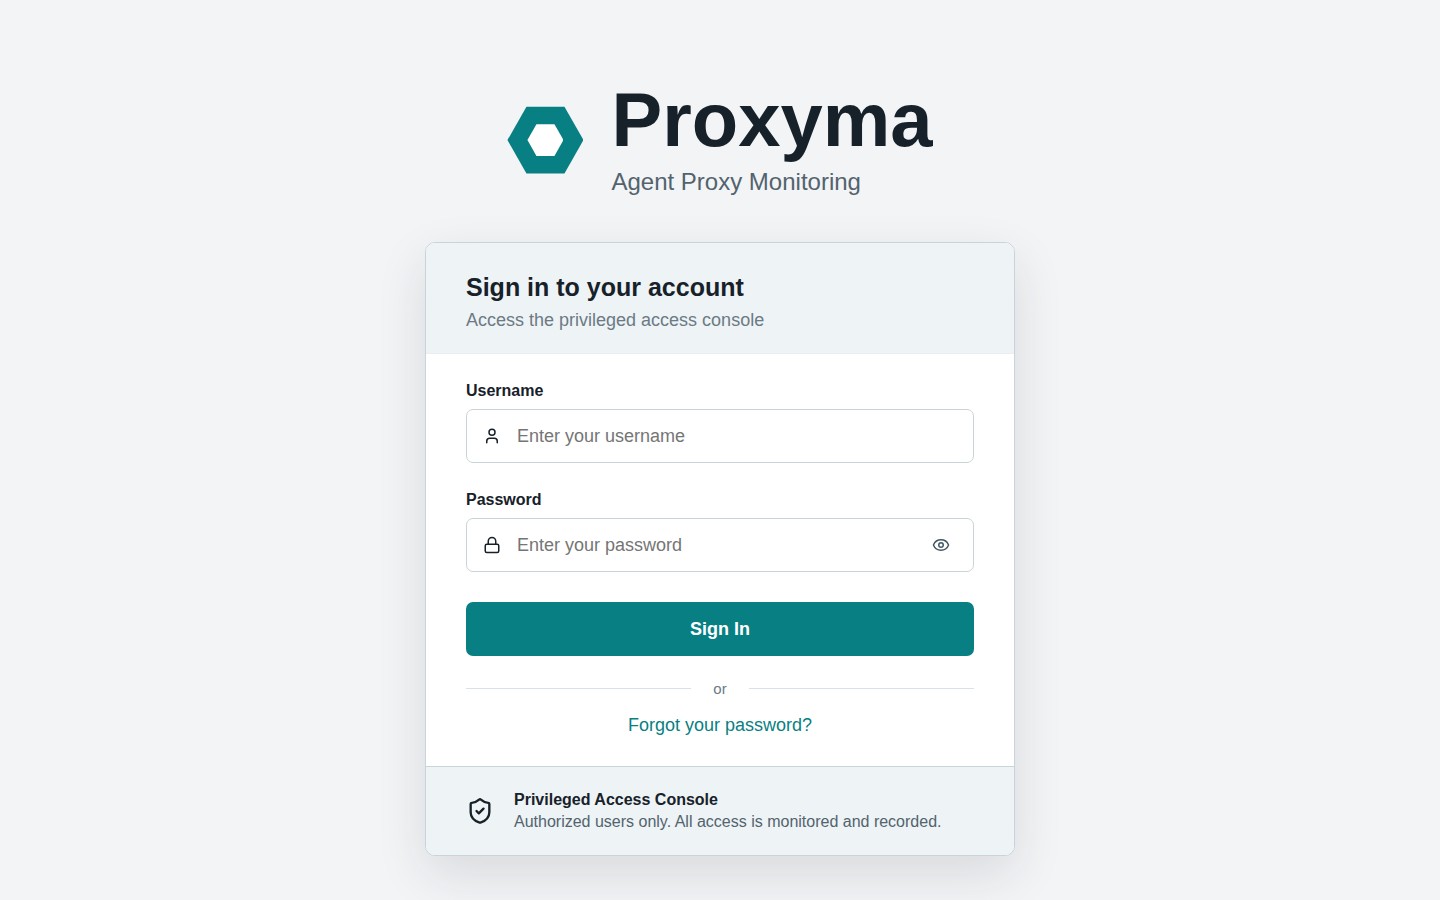 Proxyma
Agent Proxy Monitoring
Sign in to your account
Access the privileged access console
Username
Enter your username
Password
Enter your password
Sign In
or
Forgot your password?
Privileged Access Console
Authorized users only. All access is monitored and recorded.